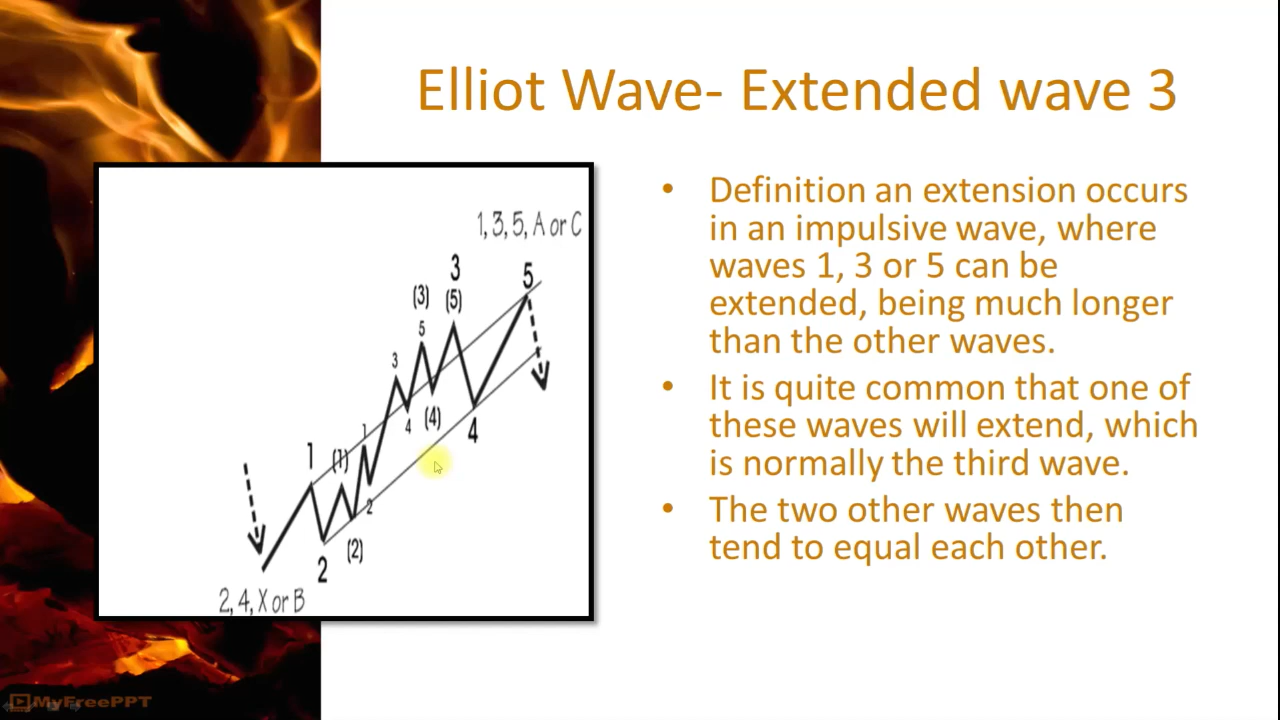 Elliot Wave- Extended wave 3
1, 3, 5, A or C
3
5
(3)
(5)
5
3
4
(4)
4
1
(1)
1
2
(2)
2
2, 4, X or B
• Definition an extension occurs
in an impulsive wave, where
waves 1, 3 or 5 can be
extended, being much longer
than the other waves.
• It is quite common that one of
these waves will extend, which
is normally the third wave.
• The two other waves then
tend to equal each other.
MyFreePPT